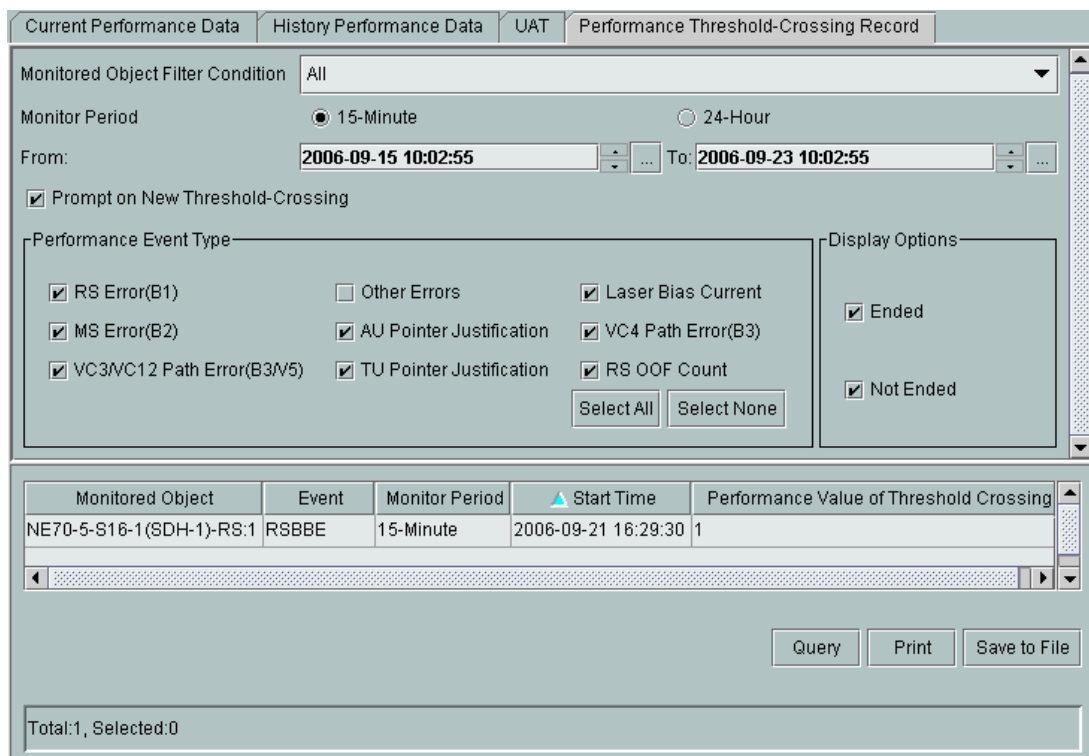 Current Performance Data History Performance Data UAT Performance Threshold-Crossing Record
Monitored Object Filter Condition All
Monitor Period 15-Minute 24-Hour
From: 2006-09-15 10:02:55 ... To: 2006-09-23 10:02:55 ...
Prompt on New Threshold-Crossing
Performance Event Type Display Options
RS Error(B1) Other Errors Laser Bias Current
Ended
MS Error(B2) AU Pointer Justification VC4 Path Error(B3)
VC3/VC12 Path Error(B3/V5) TU Pointer Justification RS OOF Count
Not Ended
Select All Select None
Monitored Object Event Monitor Period Start Time Performance Value of Threshold Crossing
NE70-5-S16-1(SDH-1)-RS:1 RSBBE 15-Minute 2006-09-21 16:29:30 1
Query Print Save to File
Total:1, Selected:0